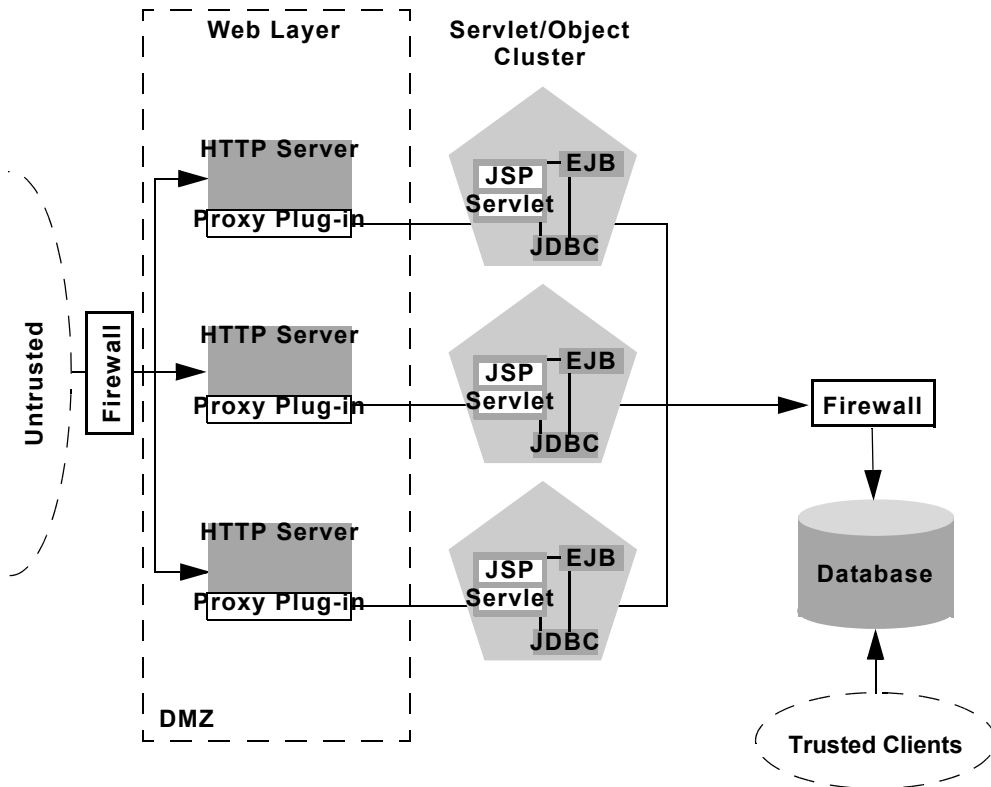 Web Layer
Servlet/Object
Cluster
HTTP Server
Proxy Plug-in
JSP
Servlet
EJB
JDBC
Untrusted
Firewall
HTTP Server
Proxy Plug-in
JSP
Servlet
EJB
JDBC
Firewall
HTTP Server
Proxy Plug-in
JSP
Servlet
EJB
JDBC
Database
DMZ
Trusted Clients